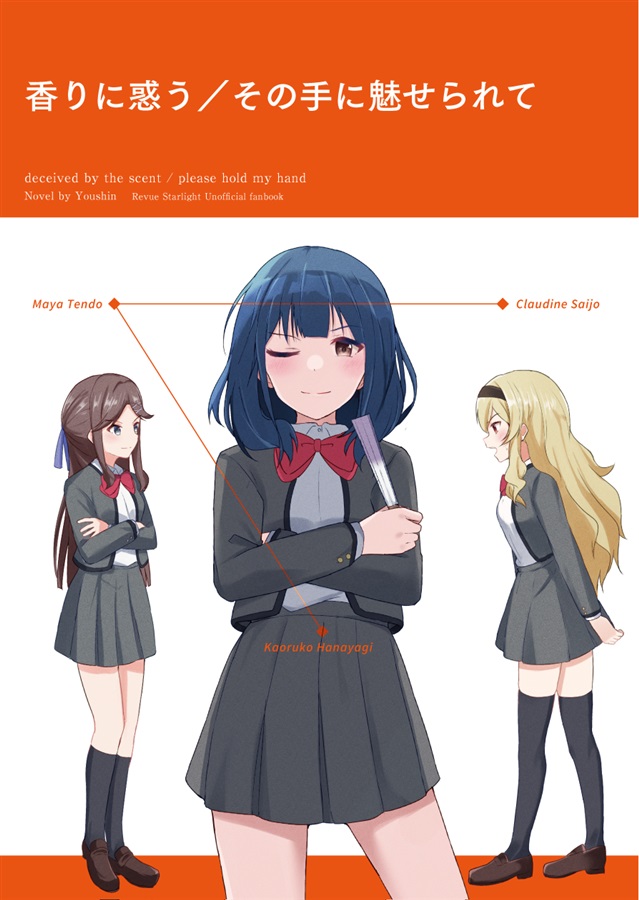 香りに惑う／その手に魅せられて
deceived by the scent / please hold my hand
Novel by Youshin Revue Starlight Unofficial fanbook
Maya Tendo
Claudine Saijo
Kaoruko Hanayagi